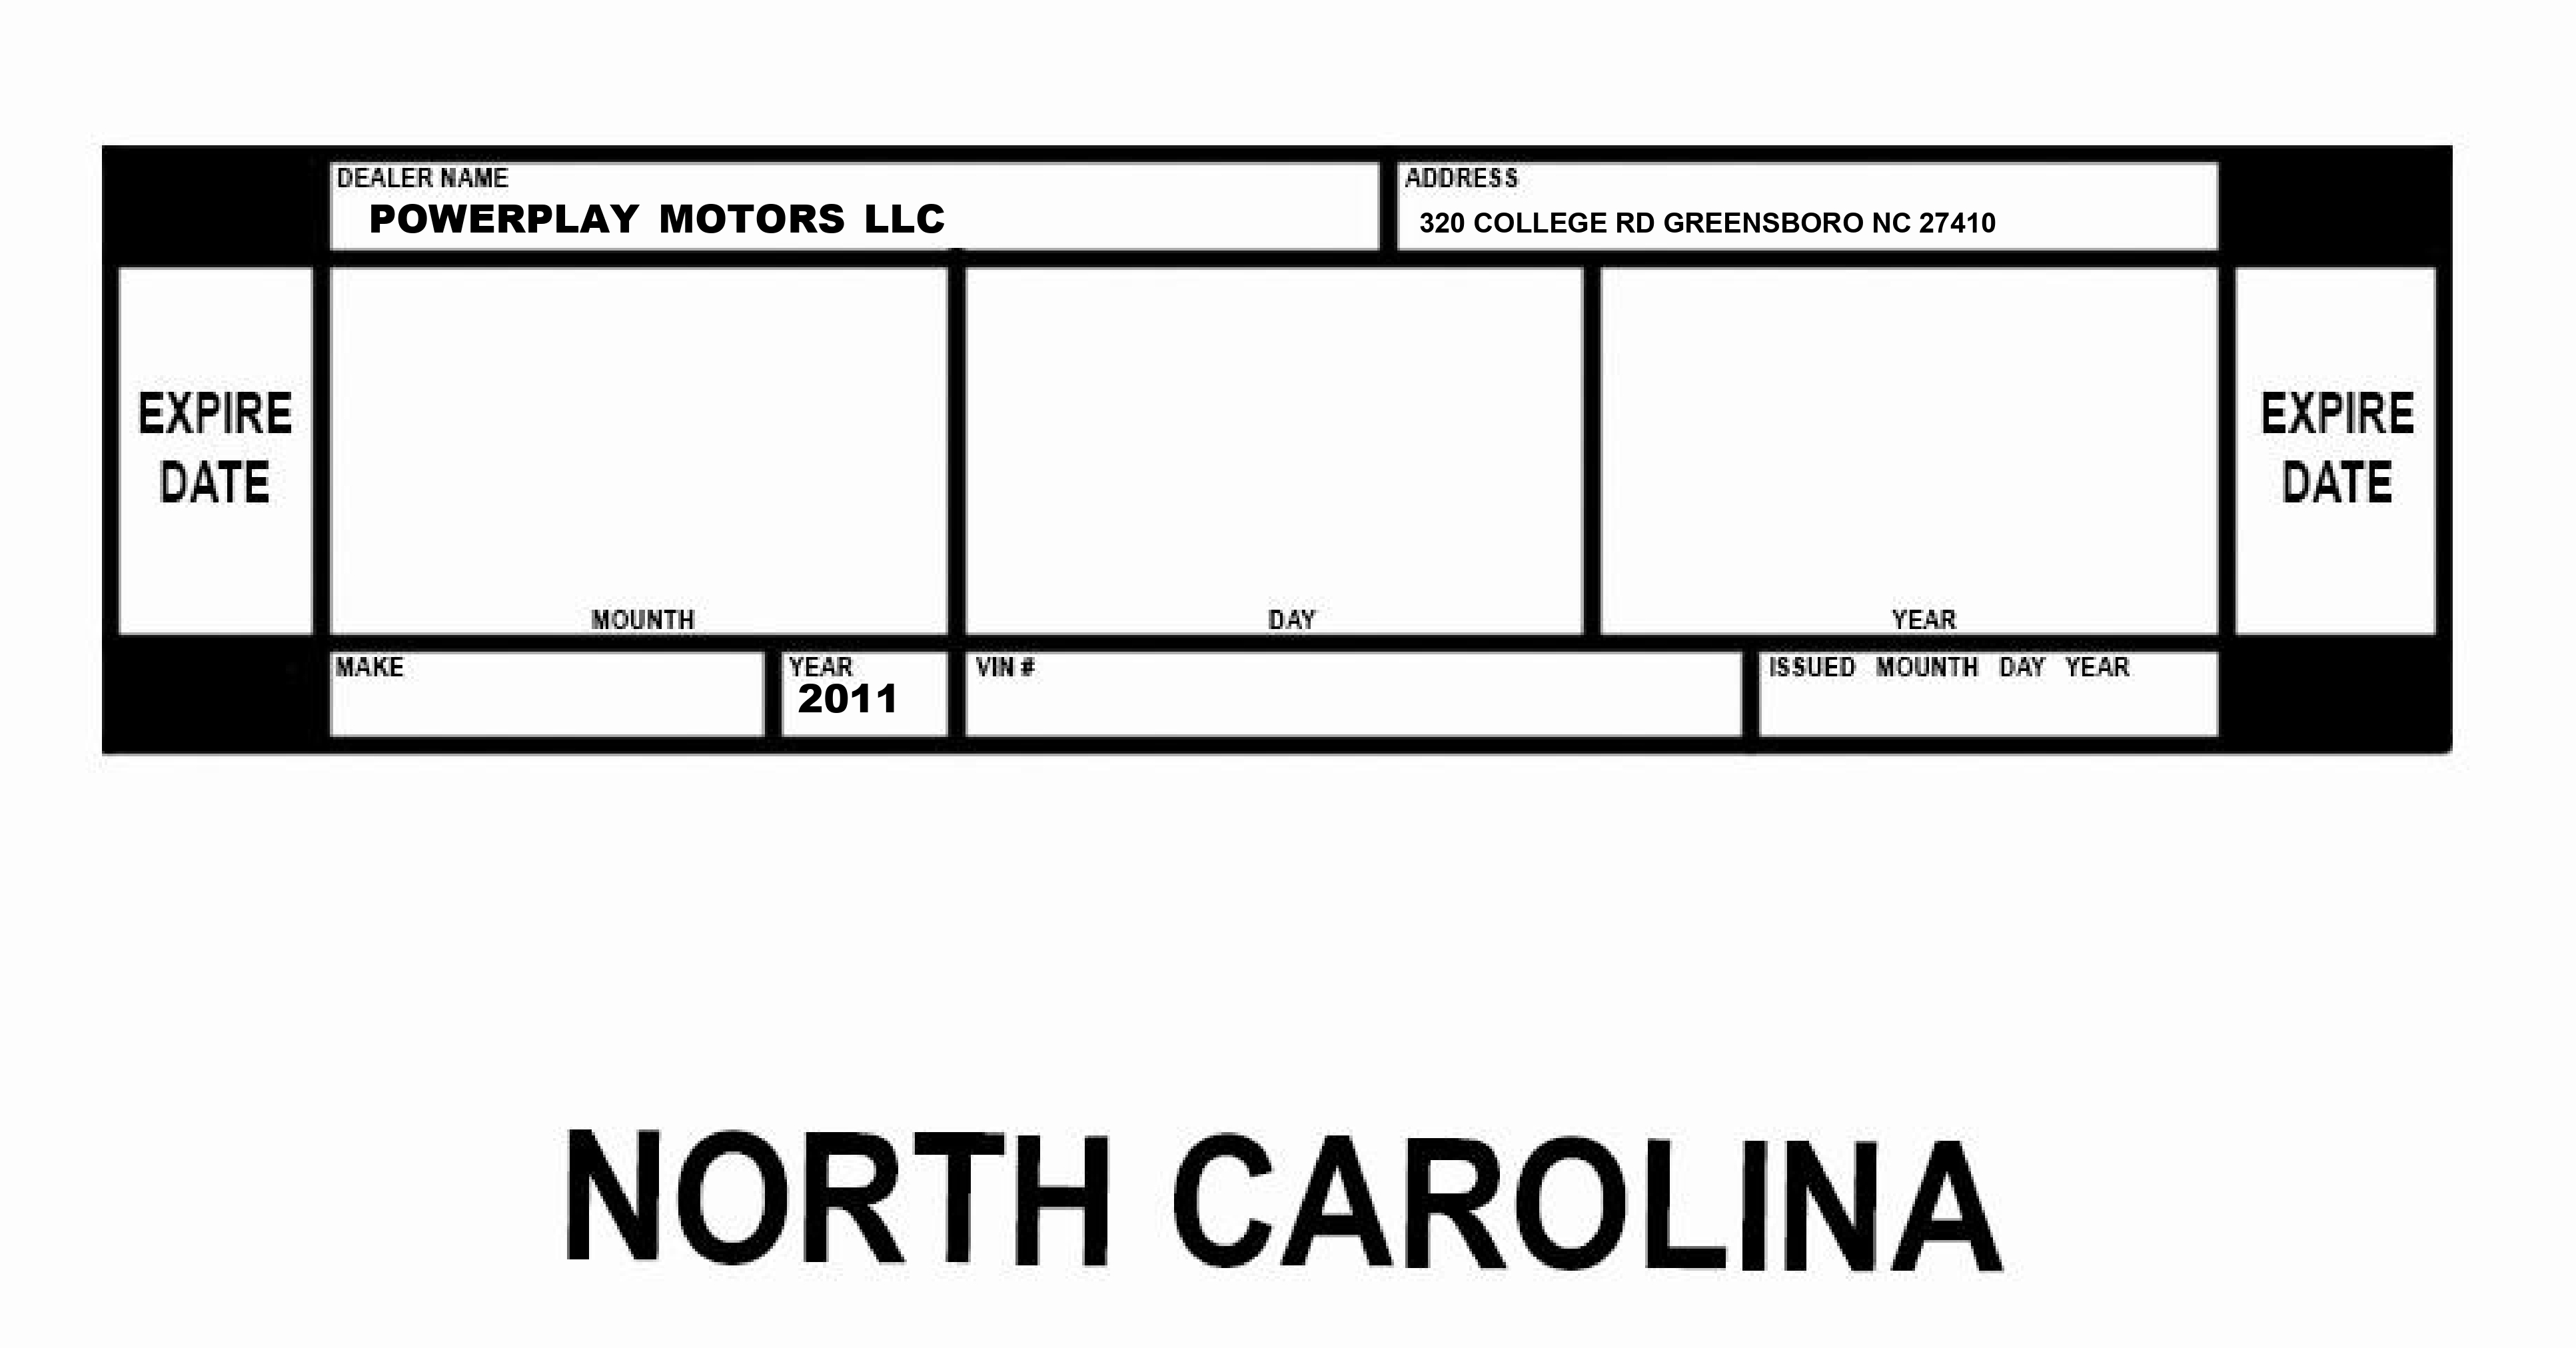 DEALER NAME
POWERPLAY MOTORS LLC
ADDRESS
320 COLLEGE RD GREENSBORO NC 27410
EXPIRE
DATE
MOUNTH
DAY
YEAR
EXPIRE
DATE
MAKE
YEAR
2011
VIN #
ISSUED MOUNTH DAY YEAR
NORTH CAROLINA